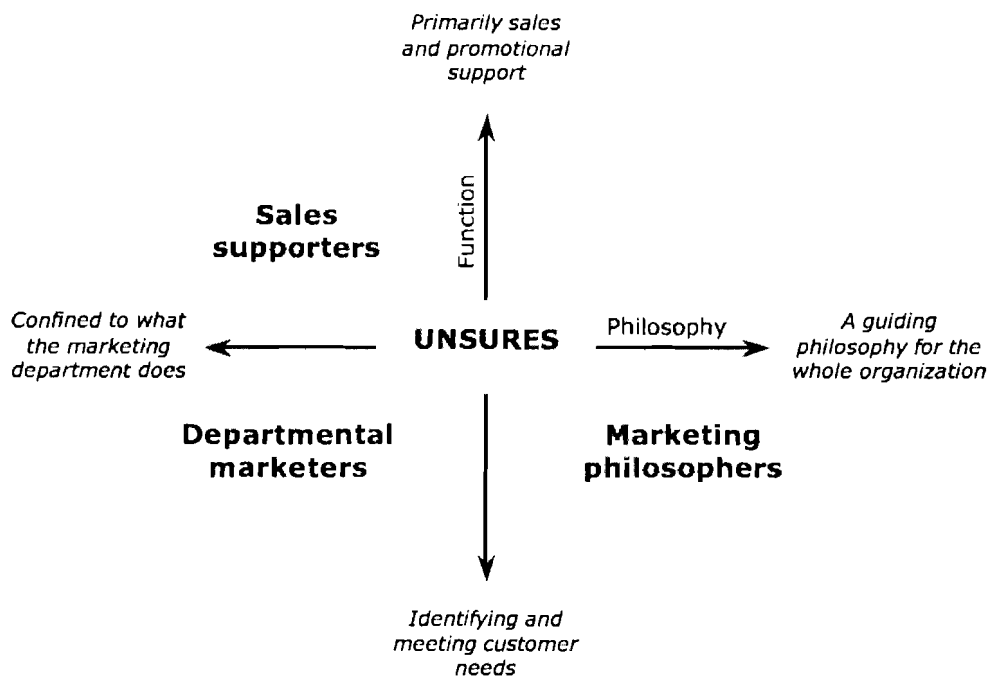 Primarily sales
and promotional
support
Function
Sales
supporters
Confined to what
the marketing
department does
UNSURES
Philosophy
A guiding
philosophy for the
whole organization
Departmental
marketers
Marketing
philosophers
Identifying and
meeting customer
needs